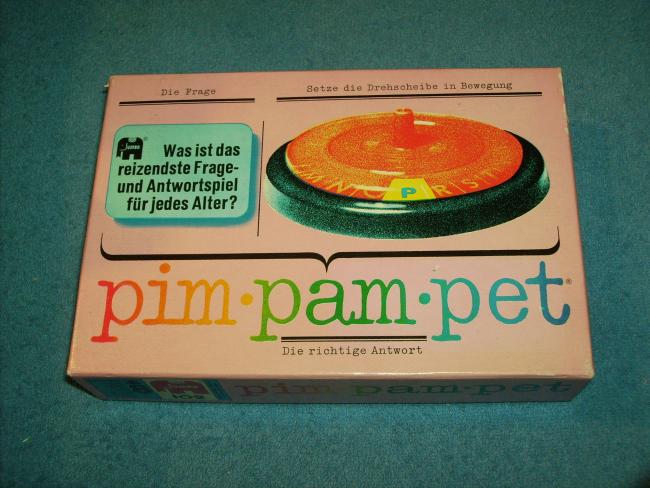 Die Frage
Setze die Drehscheibe in Bewegung
Jumbo
Was ist das
reizendste Frage-
und Antwortspiel
für jedes Alter?
P
pim·pam·pet®
Die richtige Antwort
pim·pam·pet